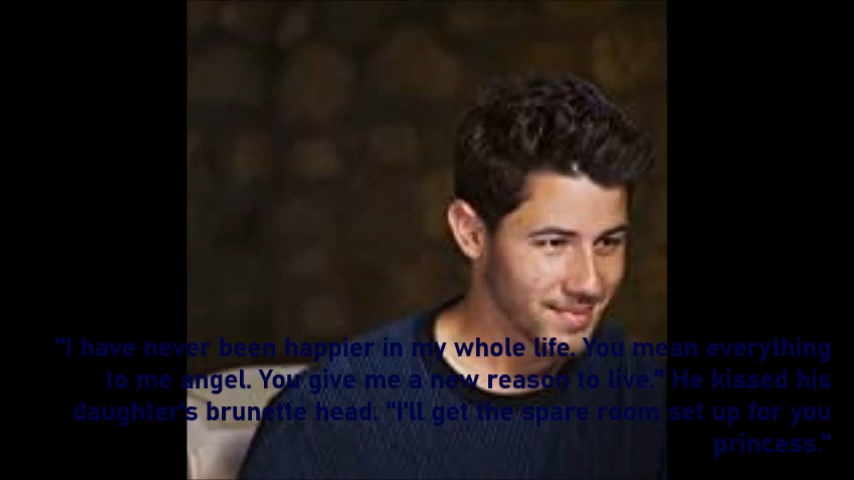 "I have never been happier in my whole life. You mean everything
to me angel. You give me a new reason to live." He kissed his
daughter's brunette head. "I'll get the spare room set up for you
princess."